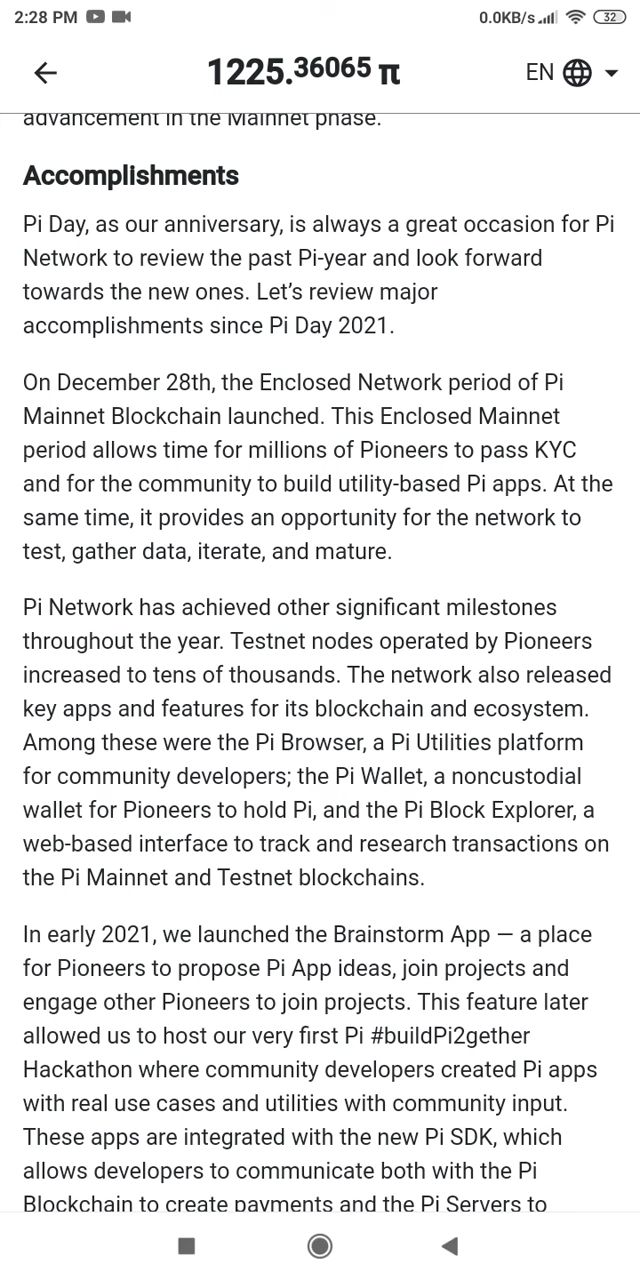 2:28 PM 0.0KB/s 32
1225.36065 π EN
advancement in the Mainnet phase.
Accomplishments
Pi Day, as our anniversary, is always a great occasion for Pi
Network to review the past Pi-year and look forward
towards the new ones. Let’s review major
accomplishments since Pi Day 2021.
On December 28th, the Enclosed Network period of Pi
Mainnet Blockchain launched. This Enclosed Mainnet
period allows time for millions of Pioneers to pass KYC
and for the community to build utility-based Pi apps. At the
same time, it provides an opportunity for the network to
test, gather data, iterate, and mature.
Pi Network has achieved other significant milestones
throughout the year. Testnet nodes operated by Pioneers
increased to tens of thousands. The network also released
key apps and features for its blockchain and ecosystem.
Among these were the Pi Browser, a Pi Utilities platform
for community developers; the Pi Wallet, a noncustodial
wallet for Pioneers to hold Pi, and the Pi Block Explorer, a
web-based interface to track and research transactions on
the Pi Mainnet and Testnet blockchains.
In early 2021, we launched the Brainstorm App — a place
for Pioneers to propose Pi App ideas, join projects and
engage other Pioneers to join projects. This feature later
allowed us to host our very first Pi #buildPi2gether
Hackathon where community developers created Pi apps
with real use cases and utilities with community input.
These apps are integrated with the new Pi SDK, which
allows developers to communicate both with the Pi
Blockchain to create payments and the Pi Servers to